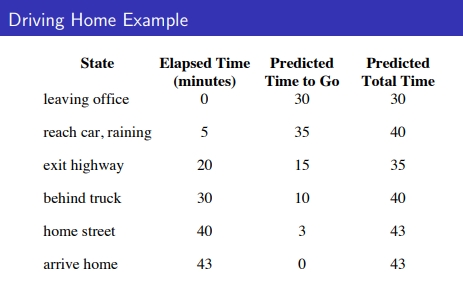 Driving Home Example
State Elapsed Time Predicted Predicted
(minutes) Time to Go Total Time
leaving office 0 30 30
reach car, raining 5 35 40
exit highway 20 15 35
behind truck 30 10 40
home street 40 3 43
arrive home 43 0 43